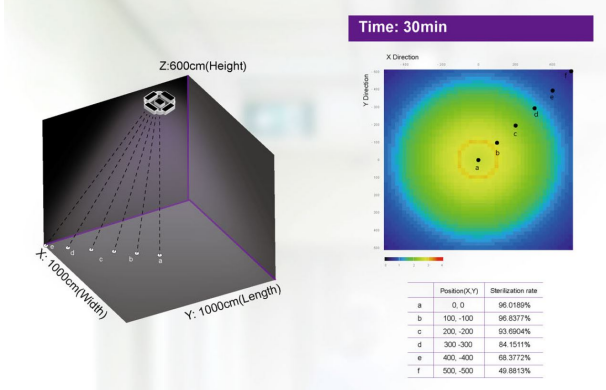 Time: 30min
Z:600cm(Height)
e
d
c
b
a
X: 1000cm(Width)
Y: 1000cm(Length)
X Direction
Y Direction
f
e
d
c
b
a
Position(X,Y) Sterilization rate
a 0, 0 96.0189%
b 100, -100 96.8377%
c 200, -200 93.6904%
d 300 -300 84.1511%
e 400, -400 68.3772%
f 500, -500 49.8813%